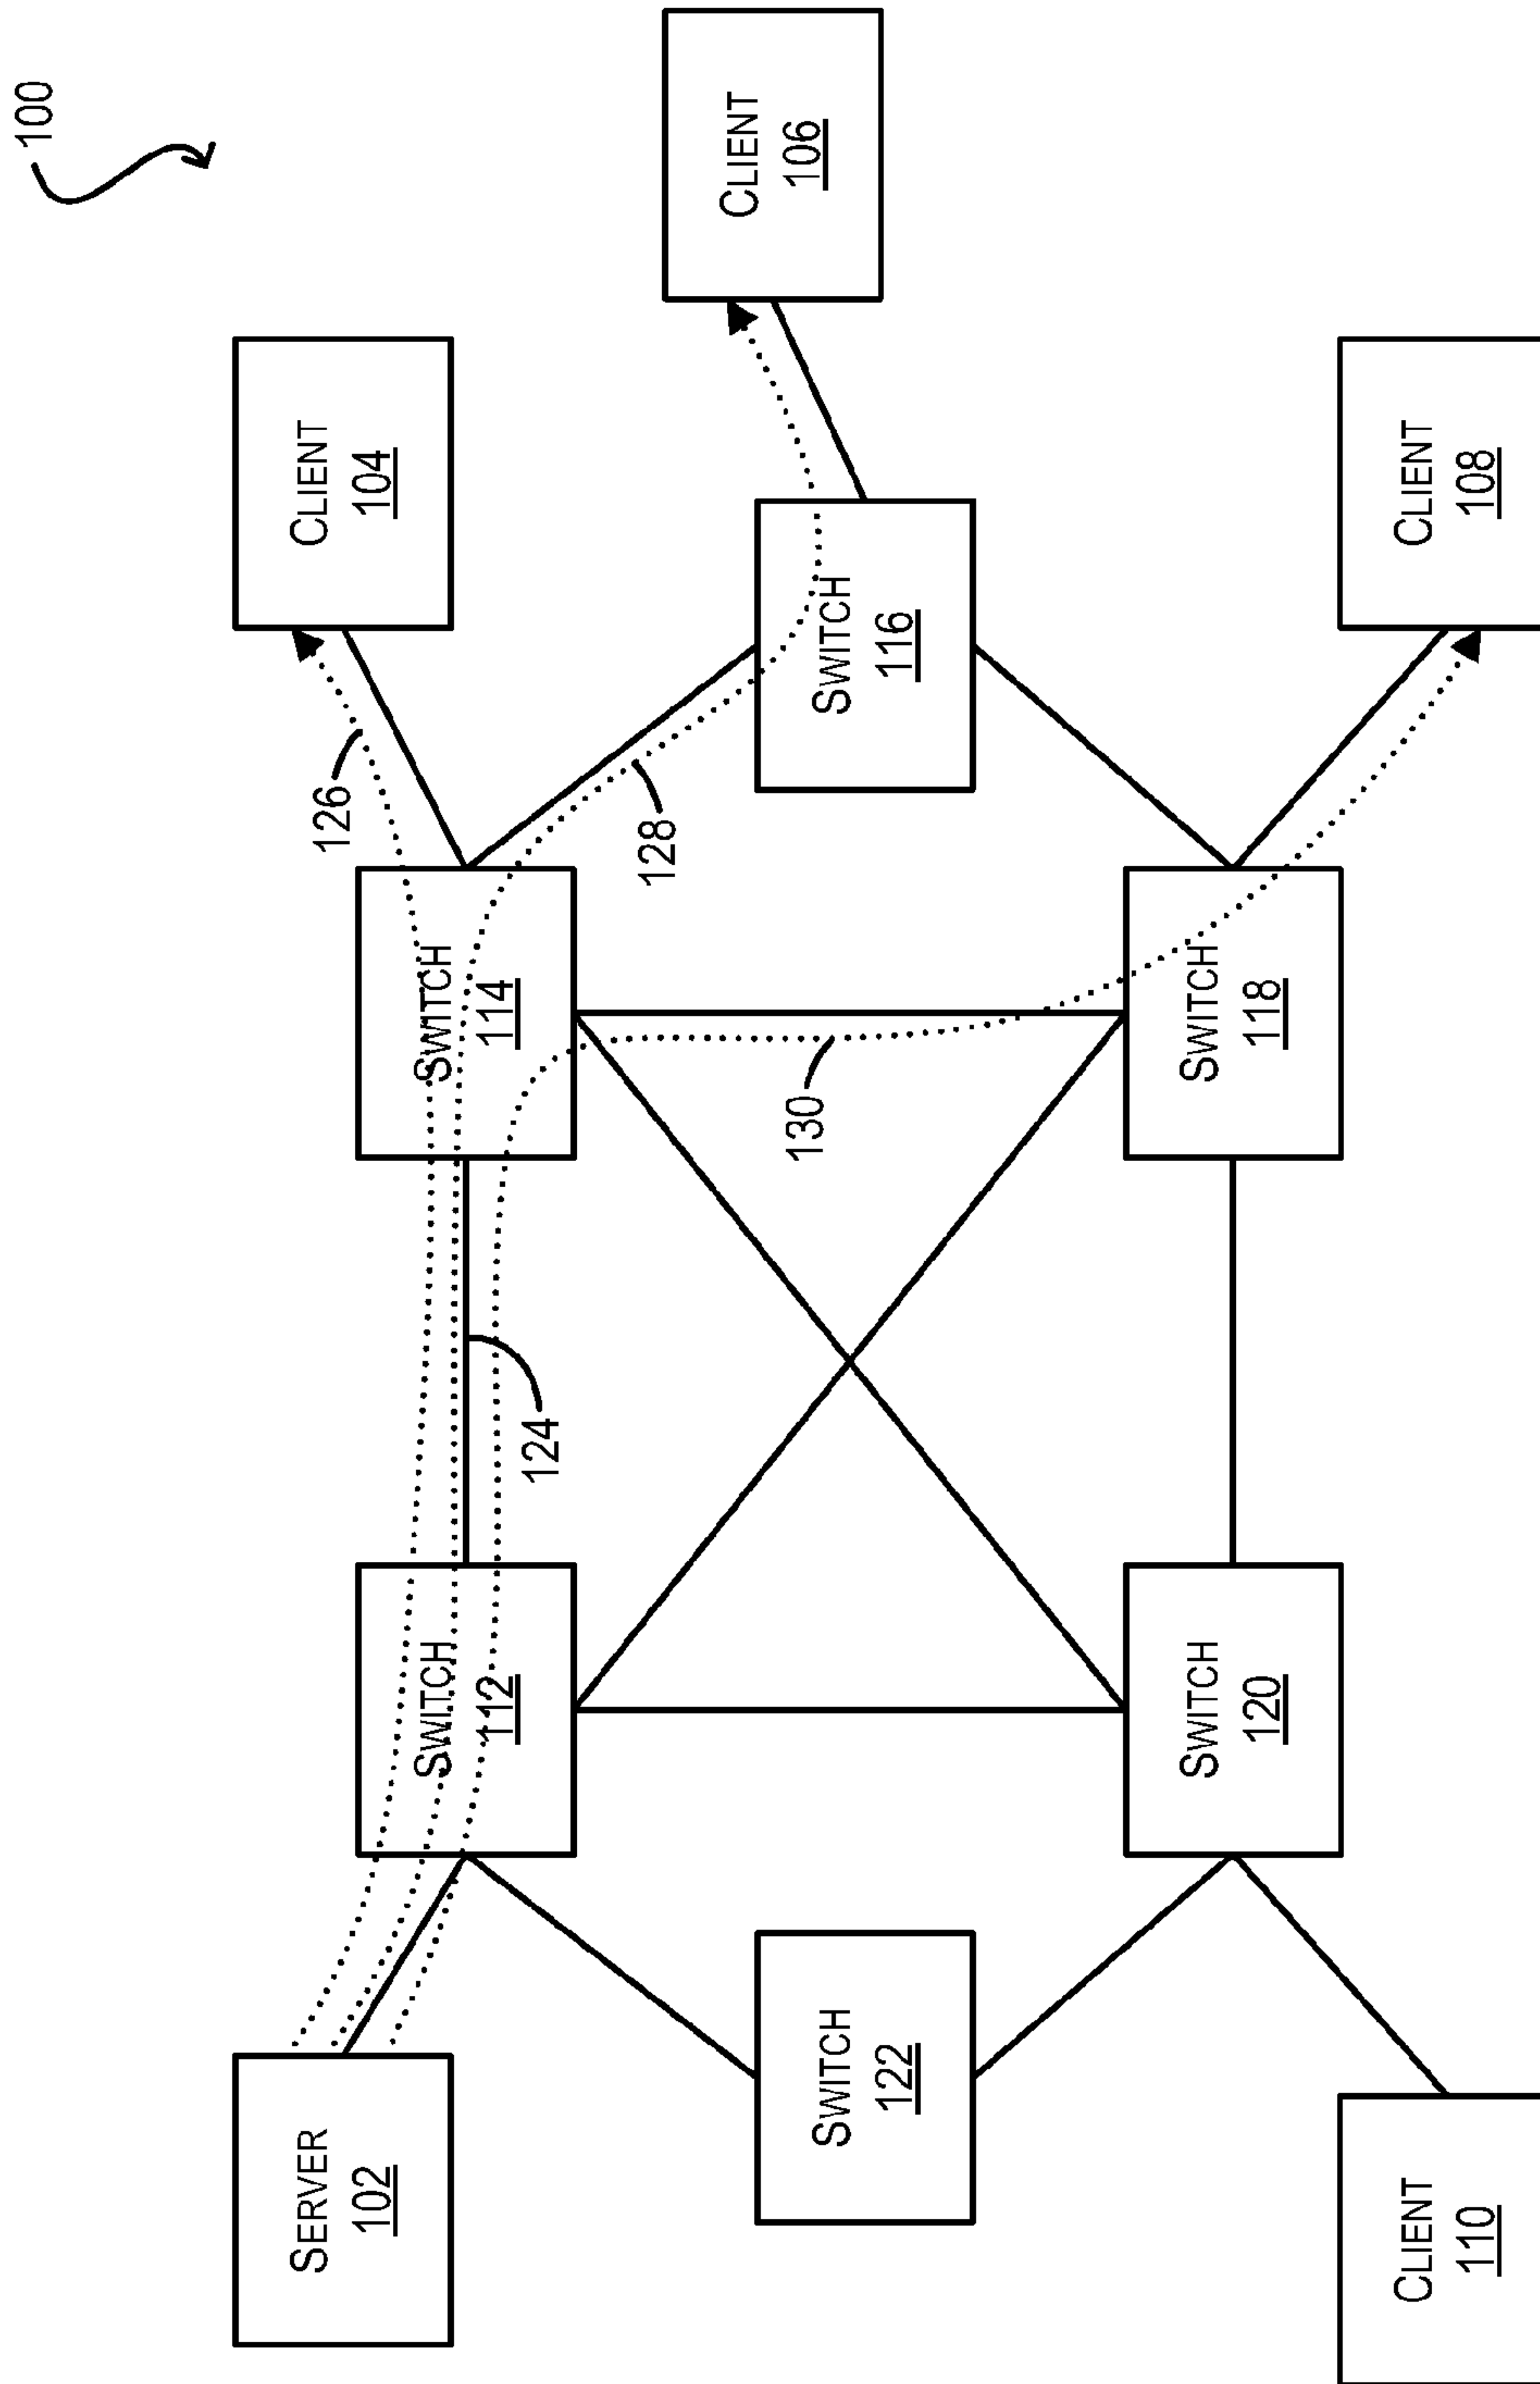 100
SERVER
102
CLIENT
104
126
SWITCH
112
SWITCH
114
124
128
CLIENT
106
SWITCH
122
SWITCH
116
130
SWITCH
120
SWITCH
118
CLIENT
110
CLIENT
108